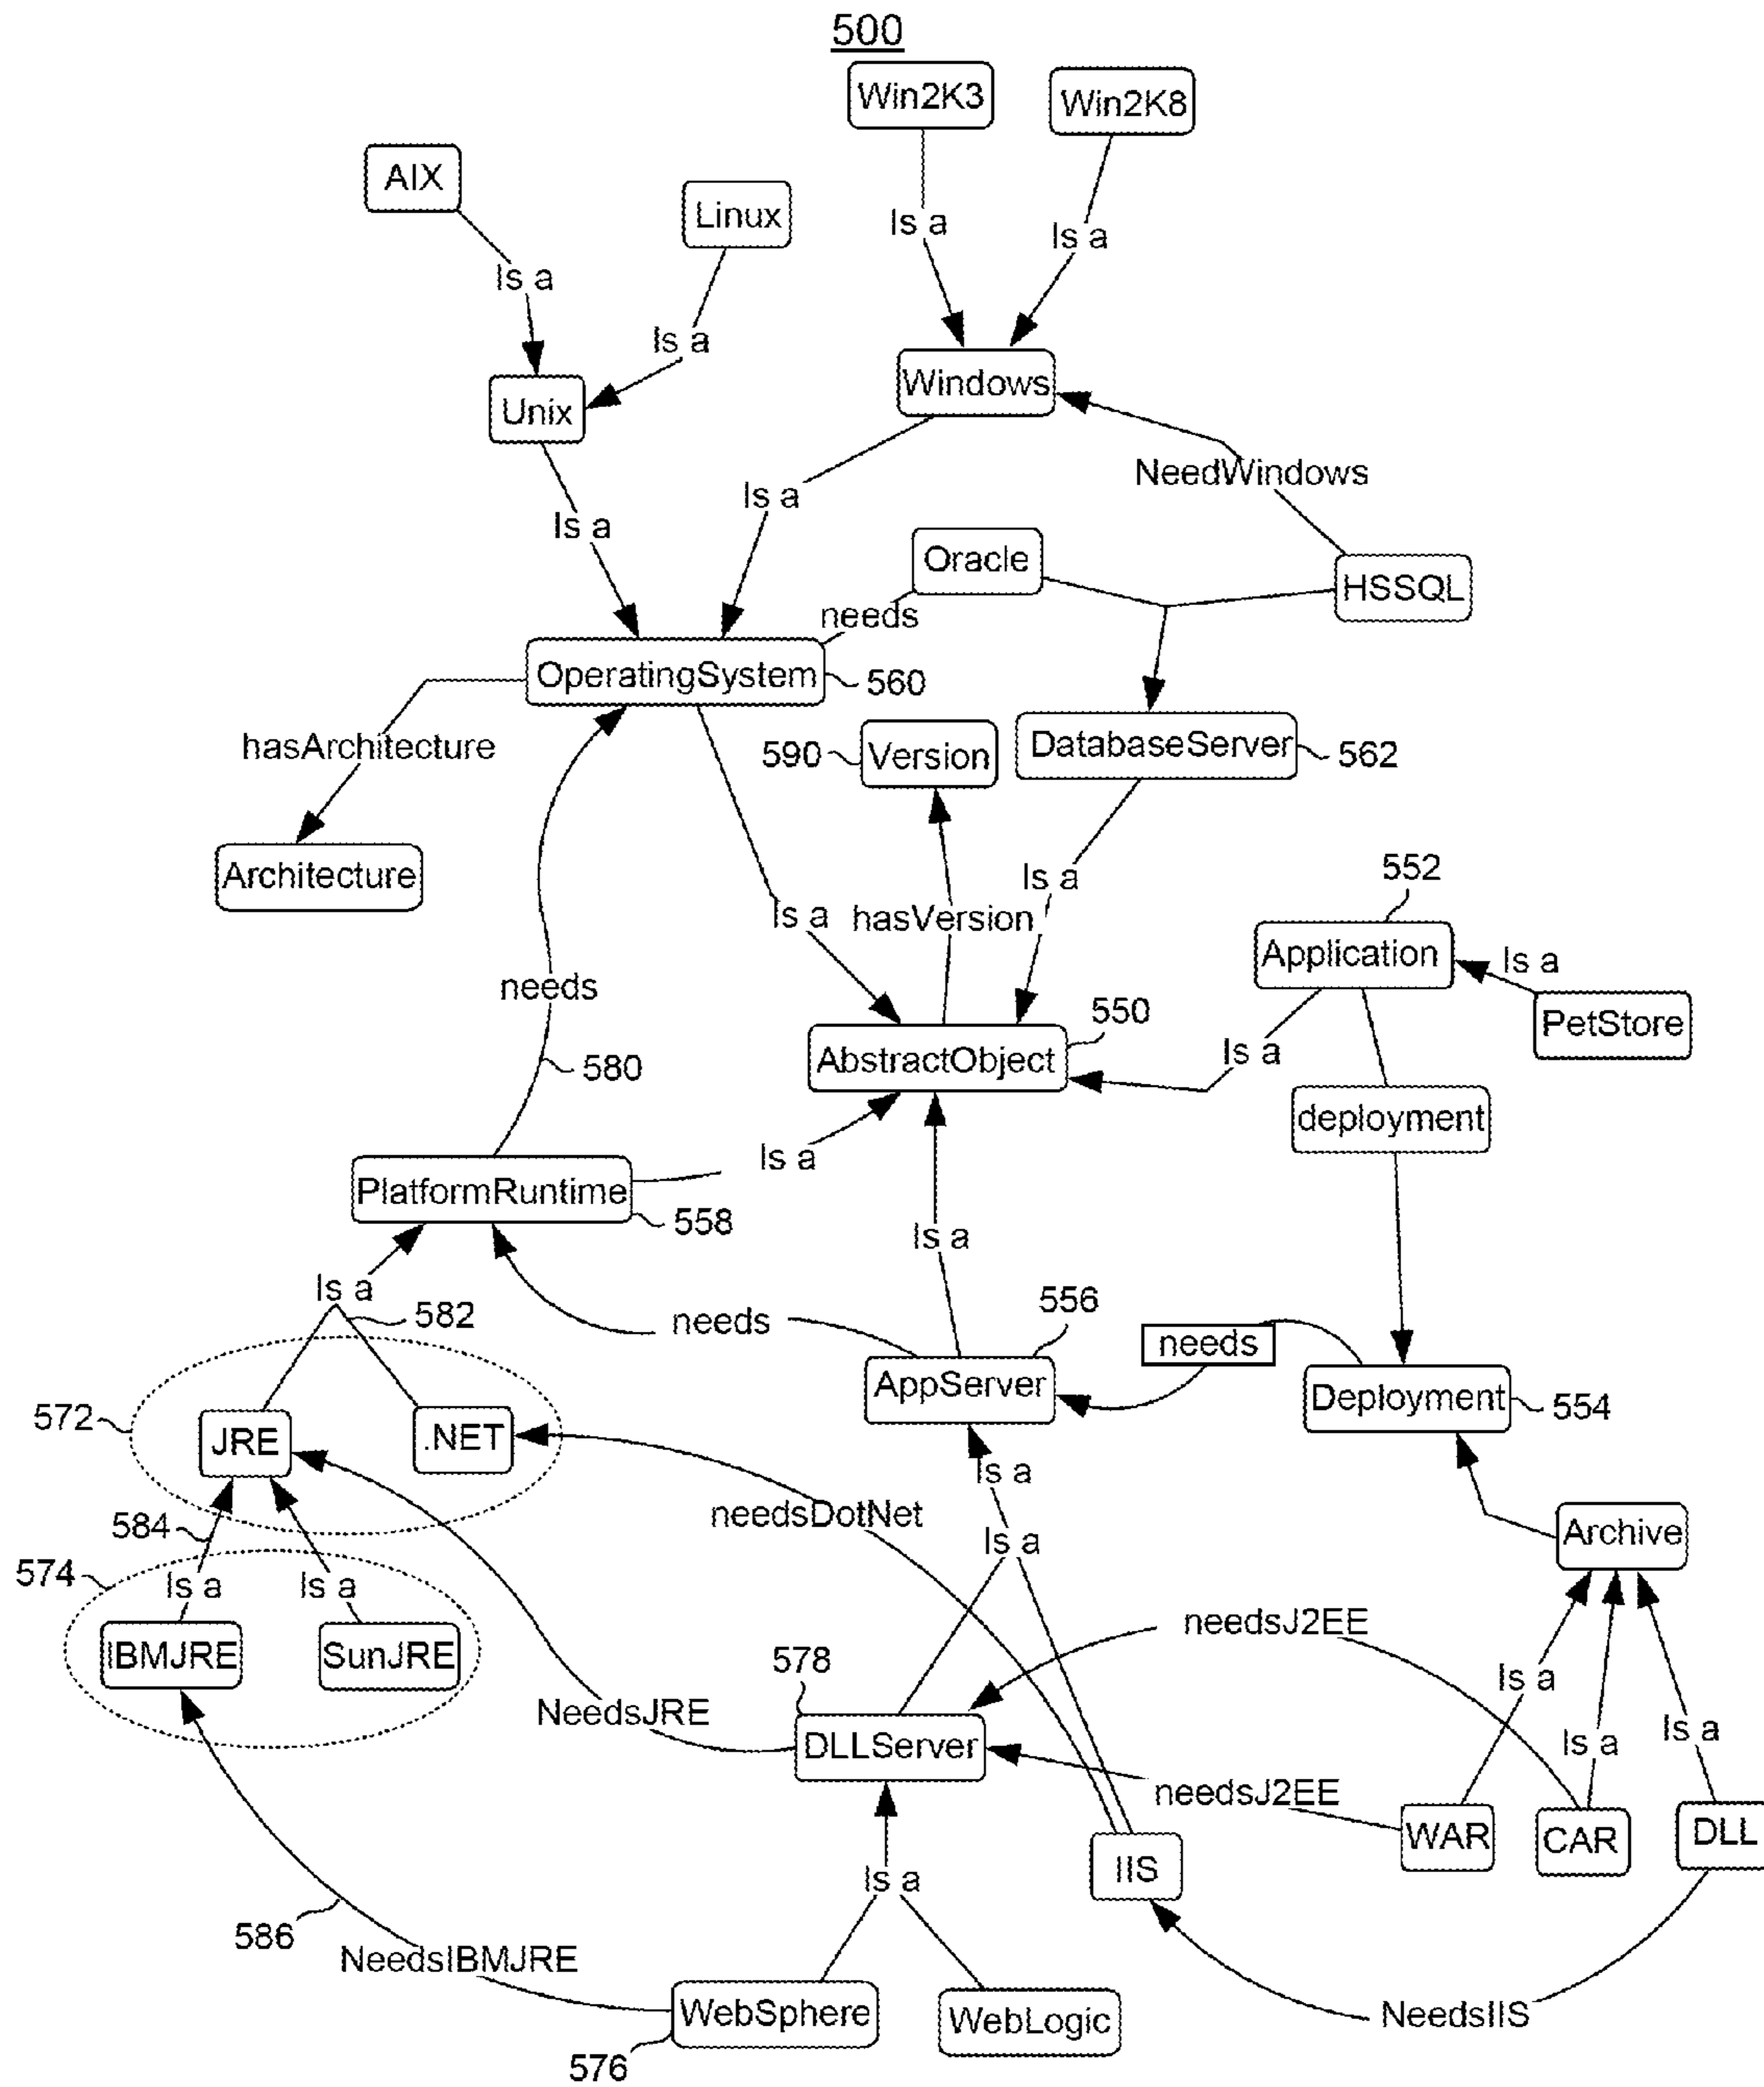 500
Win2K3
Win2K8
AIX
Linux
Is a
Is a
Is a
Is a
Windows
Unix
NeedWindows
Is a
Is a
Oracle
HSSQL
needs
OperatingSystem
560
hasArchitecture
590
Version
DatabaseServer
562
Architecture
552
Is a
Is a
hasVersion
Application
Is a
needs
PetStore
550
AbstractObject
580
Is a
deployment
Is a
PlatformRuntime
558
Is a
Is a
582
needs
556
needs
AppServer
Deployment
554
572
JRE
.NET
Is a
needsDotNet
584
Is a
Archive
574
Is a
Is a
needsJ2EE
IBMJRE
SunJRE
578
Is a
NeedsJRE
DLLServer
Is a
Is a
needsJ2EE
WAR
CAR
DLL
IIS
Is a
586
NeedsIBMJRE
WebSphere
WebLogic
NeedsIIS
576